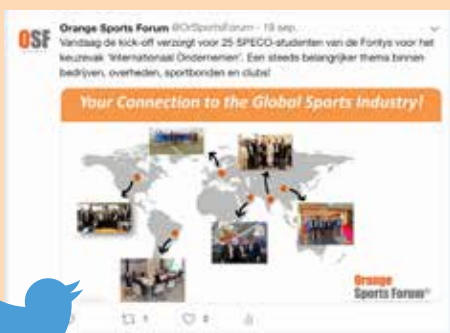 OSF
Orange Sports Forum @OrSportsForum · 19 sep.
Vandaag de kick-off verzorgt voor 25 SPECO-studenten van de Fontys voor het
keuzevak 'Internationaal Ondernemen'. Een steeds belangrijker thema binnen
bedrijven, overheden, sportbonden en clubs!
Your Connection to the Global Sports Industry!
Orange
Sports Forum
1